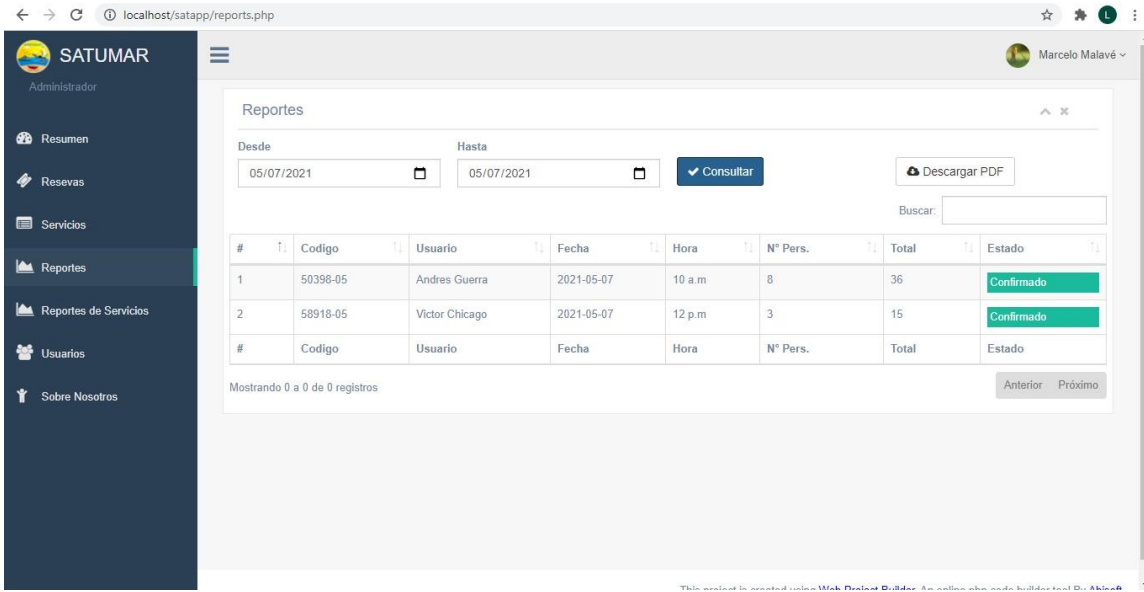 localhost/satapp/reports.php
L
SATUMAR
Marcelo Malavé
Administrador
Resumen
Resevas
Servicios
Reportes
Reportes de Servicios
Usuarios
Sobre Nosotros
Reportes
Desde Hasta
05/07/2021 05/07/2021 Consultar Descargar PDF
Buscar:
# Codigo Usuario Fecha Hora N° Pers. Total Estado
1 50398-05 Andres Guerra 2021-05-07 10 a.m 8 36 Confirmado
2 58918-05 Victor Chicago 2021-05-07 12 p.m 3 15 Confirmado
# Codigo Usuario Fecha Hora N° Pers. Total Estado
Mostrando 0 a 0 de 0 registros
Anterior Próximo
This project is created using Web Project Builder. An online php code builder tool By Abisoft